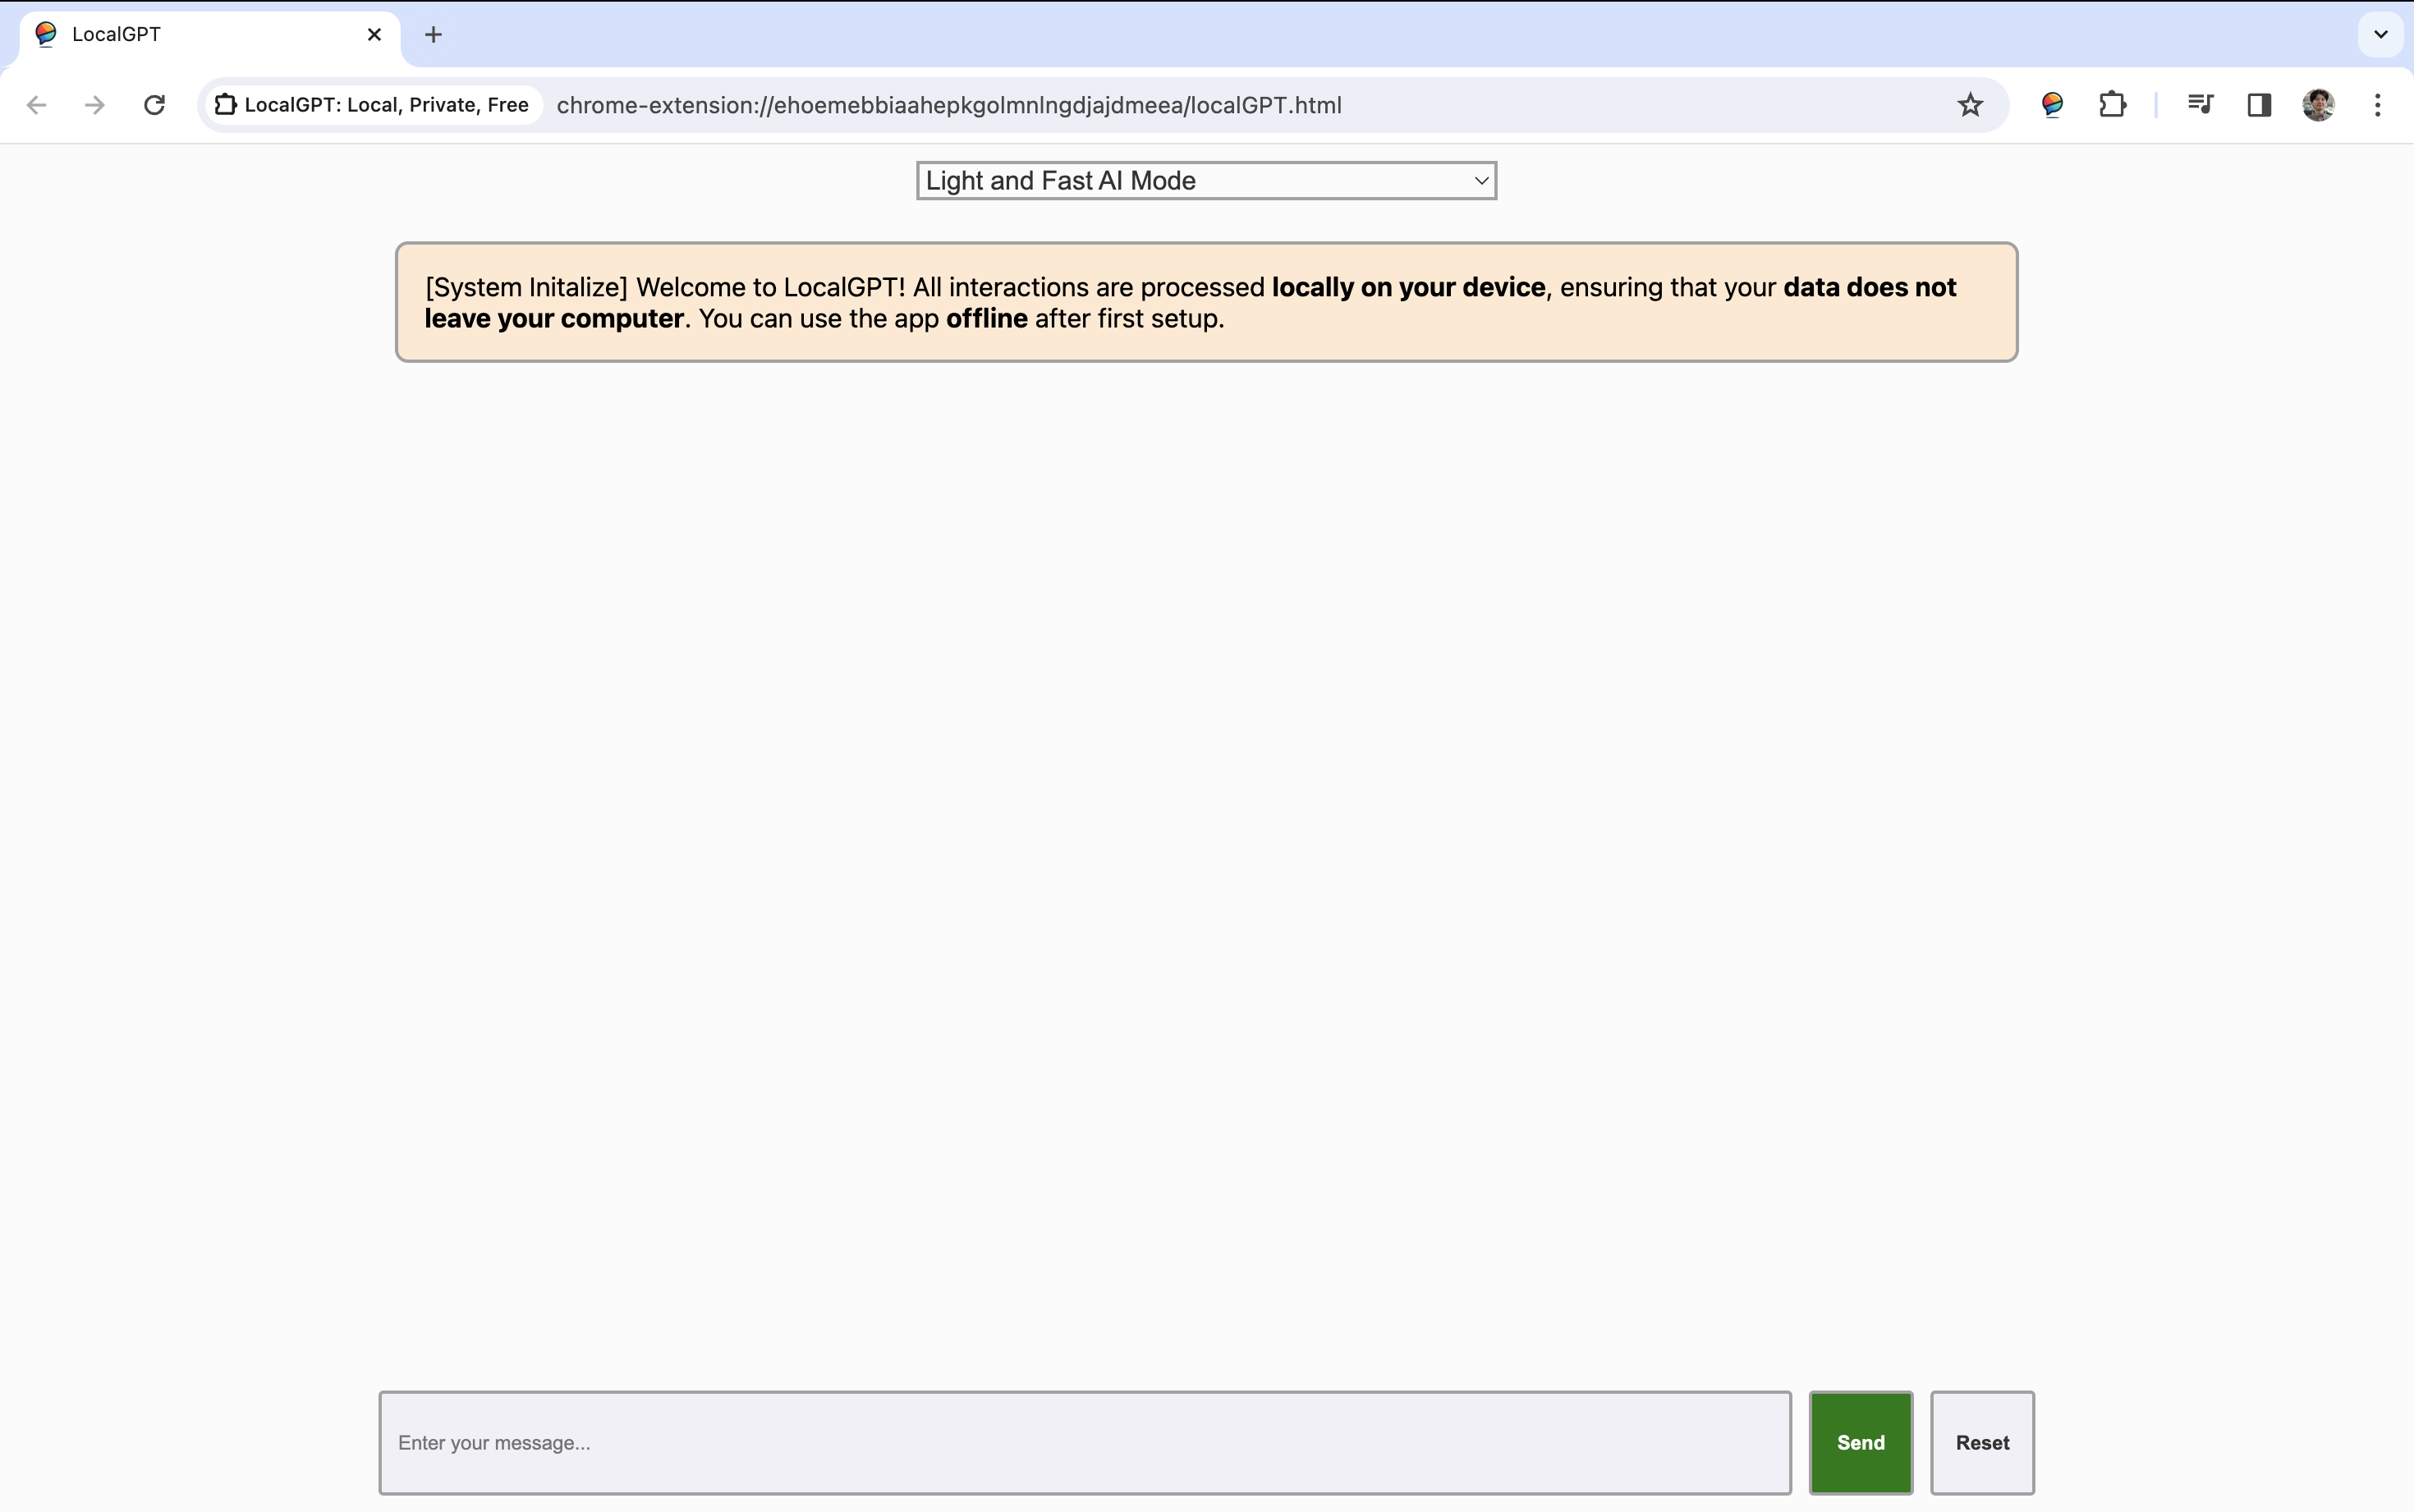 LocalGPT
LocalGPT: Local, Private, Free
chrome-extension://ehoemebbiaahepkgolmnlngdjajdmeea/localGPT.html
Light and Fast AI Mode
[System Initalize] Welcome to LocalGPT! All interactions are processed locally on your device, ensuring that your data does not
leave your computer. You can use the app offline after first setup.
Enter your message...
Send
Reset